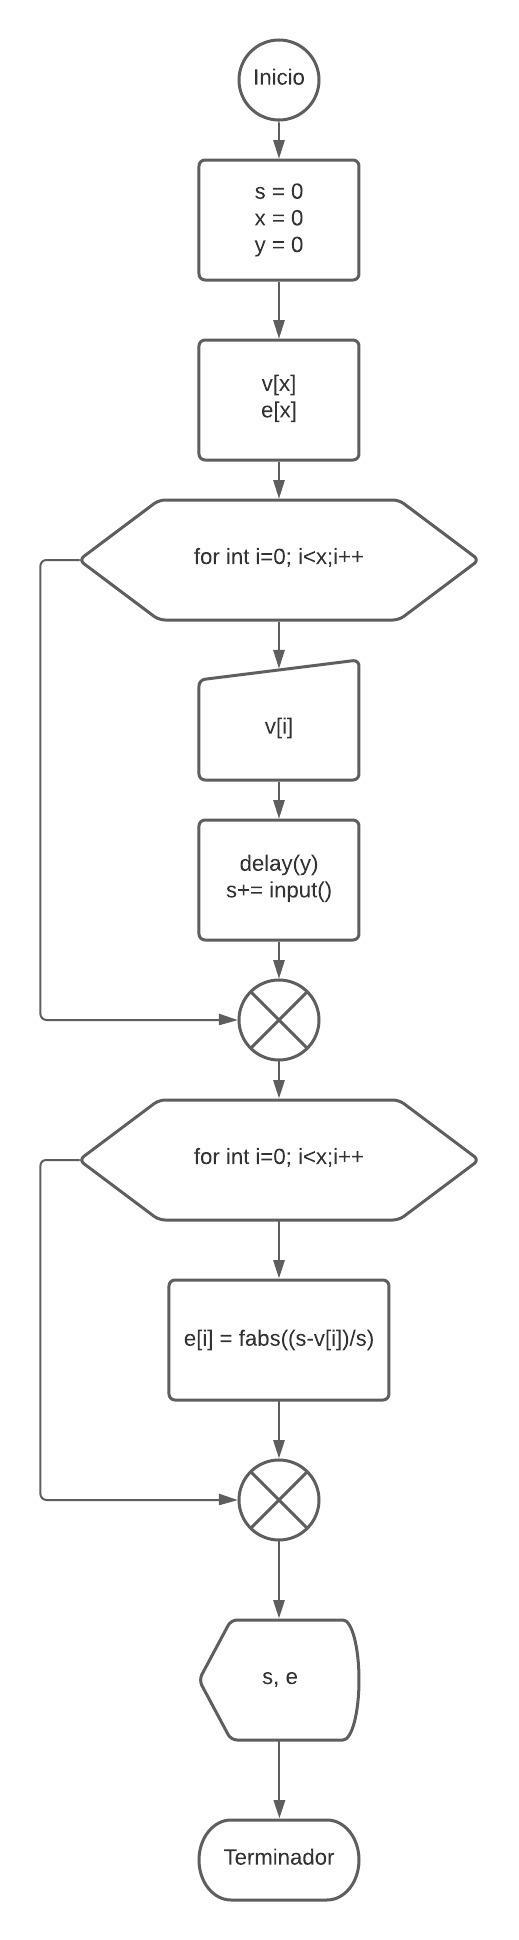 Inicio
s = 0
x = 0
y = 0
v[x]
e[x]
for int i=0; i<x;i++
v[i]
delay(y)
s+= input()
for int i=0; i<x;i++
e[i] = fabs((s-v[i])/s)
s, e
Terminador